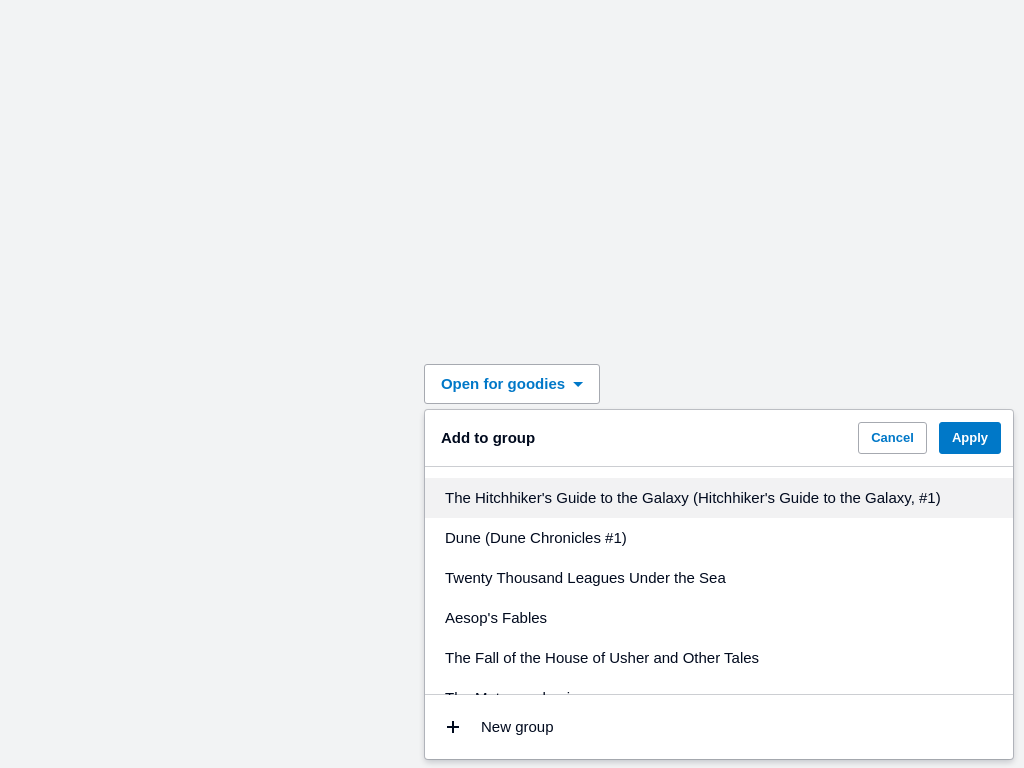 Open for goodies
Add to group
Cancel
Apply
The Hitchhiker's Guide to the Galaxy (Hitchhiker's Guide to the Galaxy, #1)
Dune (Dune Chronicles #1)
Twenty Thousand Leagues Under the Sea
Aesop's Fables
The Fall of the House of Usher and Other Tales
The
New group